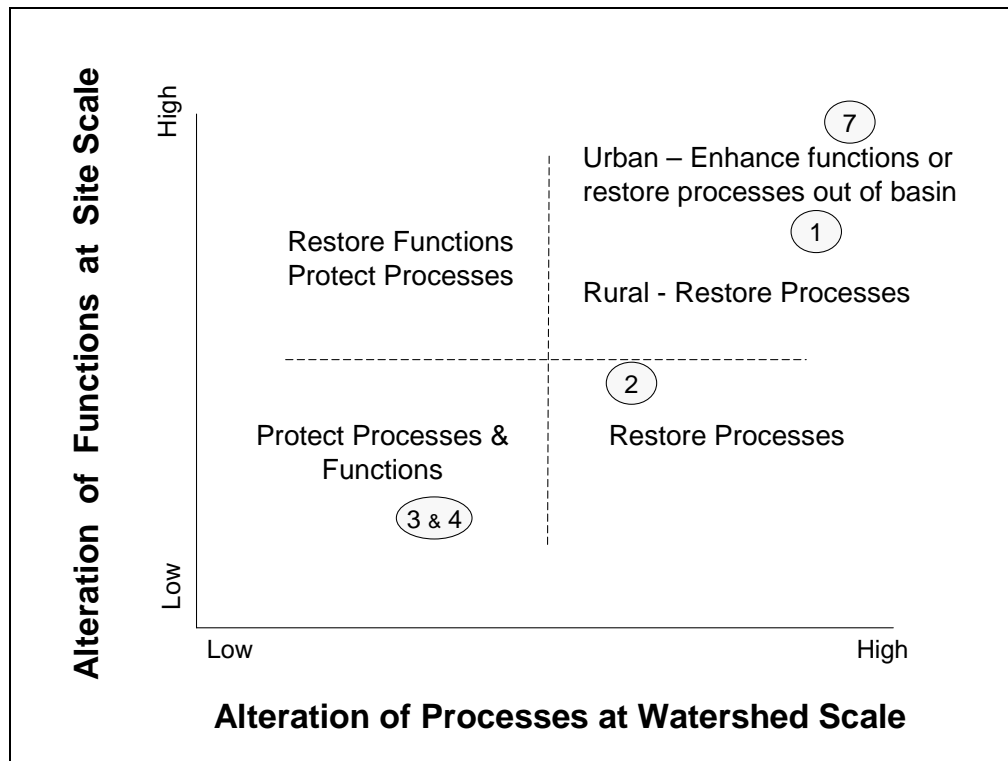 Alteration of Functions at Site Scale
High
Low
7
Urban – Enhance functions or
restore processes out of basin
1
Restore Functions
Protect Processes
Rural - Restore Processes
2
Protect Processes &
Functions
Restore Processes
3 & 4
Low
High
Alteration of Processes at Watershed Scale